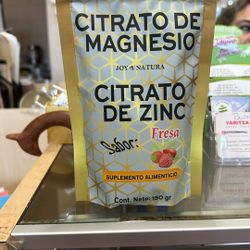 CITRATO DE
MAGNESIO
JOY & NATURA
CITRATO
DE ZINC
Sabor:
Fresa
SUPLEMENTO ALIMENTICIO
Cont. Neto: 150 gr